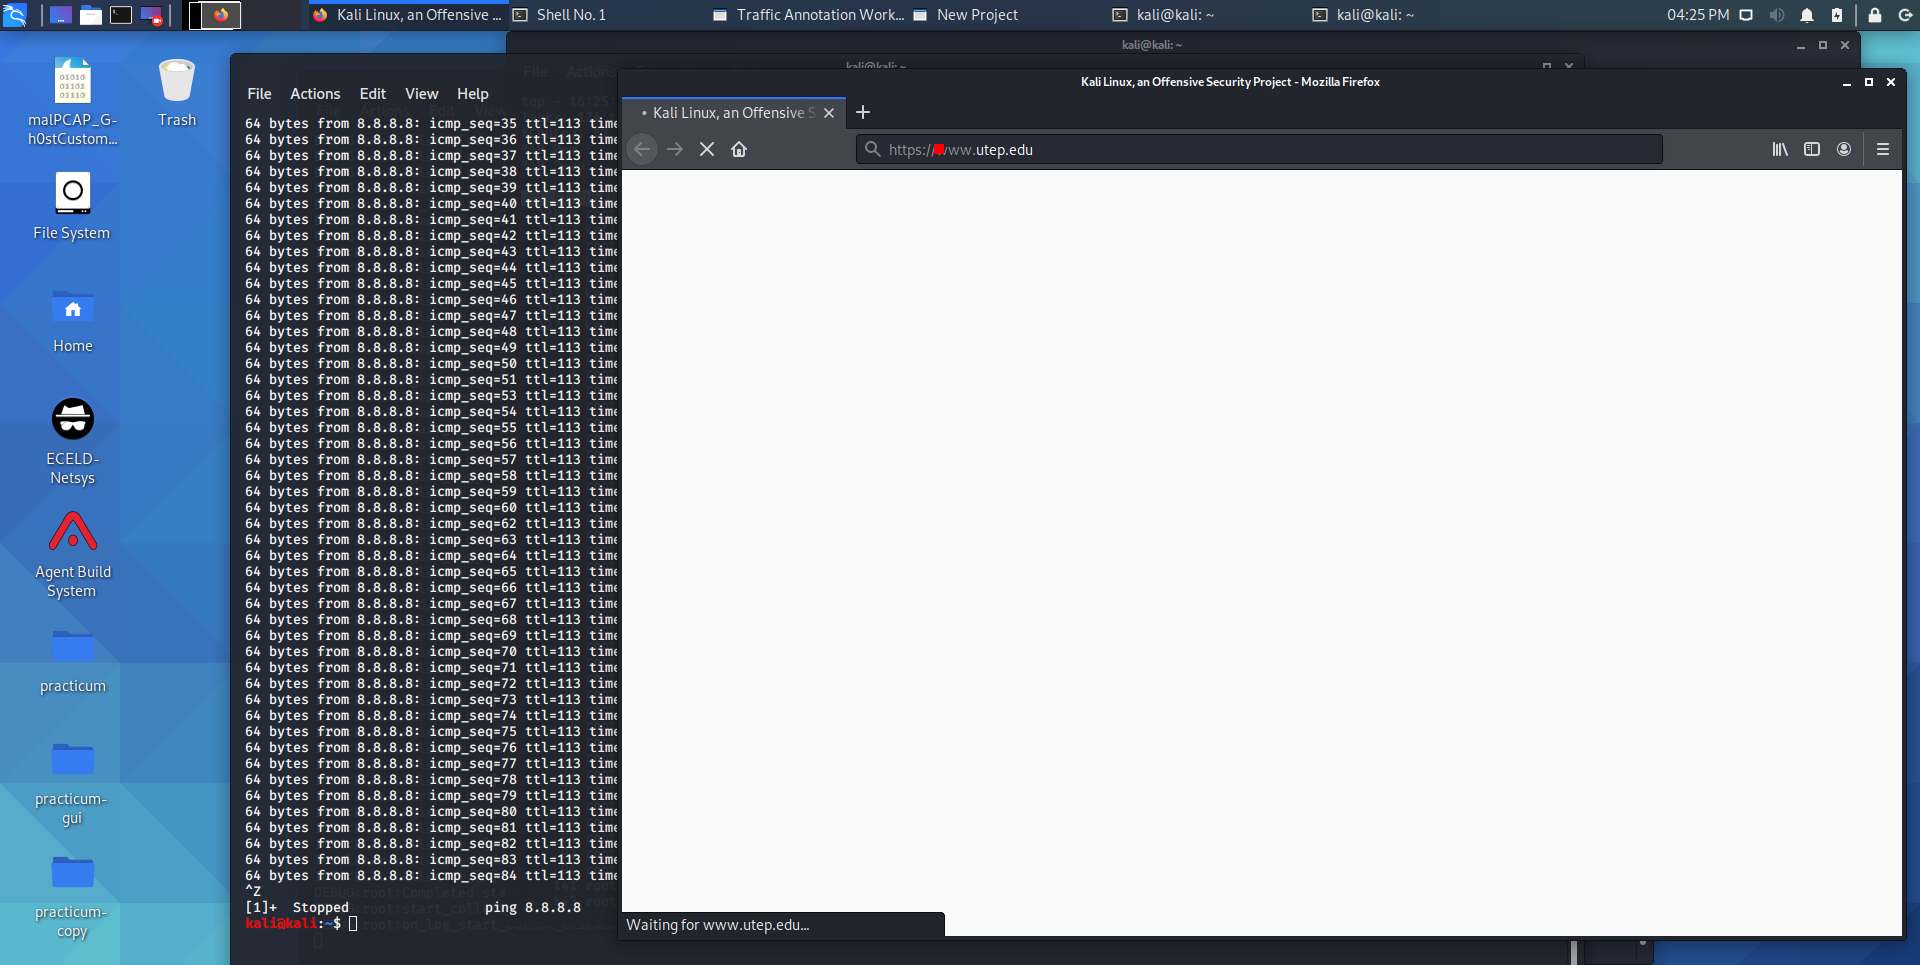 Kali Linux, an Offensive ...
Shell No. 1
Traffic Annotation Work...
New Project
kali@kali: ~
kali@kali: ~
04:25 PM
kali@kali: ~
kali@kali: ~
malPCAP_G-
h0stCustom...
Trash
File System
Home
ECELD-
Netsys
Agent Build
System
practicum
practicum-
gui
practicum-
copy
File Actions Edit View Help
64 bytes from 8.8.8.8: icmp_seq=35 ttl=113 time
64 bytes from 8.8.8.8: icmp_seq=36 ttl=113 time
64 bytes from 8.8.8.8: icmp_seq=37 ttl=113 time
64 bytes from 8.8.8.8: icmp_seq=38 ttl=113 time
64 bytes from 8.8.8.8: icmp_seq=39 ttl=113 time
64 bytes from 8.8.8.8: icmp_seq=40 ttl=113 time
64 bytes from 8.8.8.8: icmp_seq=41 ttl=113 time
64 bytes from 8.8.8.8: icmp_seq=42 ttl=113 time
64 bytes from 8.8.8.8: icmp_seq=43 ttl=113 time
64 bytes from 8.8.8.8: icmp_seq=44 ttl=113 time
64 bytes from 8.8.8.8: icmp_seq=45 ttl=113 time
64 bytes from 8.8.8.8: icmp_seq=46 ttl=113 time
64 bytes from 8.8.8.8: icmp_seq=47 ttl=113 time
64 bytes from 8.8.8.8: icmp_seq=48 ttl=113 time
64 bytes from 8.8.8.8: icmp_seq=49 ttl=113 time
64 bytes from 8.8.8.8: icmp_seq=50 ttl=113 time
64 bytes from 8.8.8.8: icmp_seq=51 ttl=113 time
64 bytes from 8.8.8.8: icmp_seq=53 ttl=113 time
64 bytes from 8.8.8.8: icmp_seq=54 ttl=113 time
64 bytes from 8.8.8.8: icmp_seq=55 ttl=113 time
64 bytes from 8.8.8.8: icmp_seq=56 ttl=113 time
64 bytes from 8.8.8.8: icmp_seq=57 ttl=113 time
64 bytes from 8.8.8.8: icmp_seq=58 ttl=113 time
64 bytes from 8.8.8.8: icmp_seq=59 ttl=113 time
64 bytes from 8.8.8.8: icmp_seq=60 ttl=113 time
64 bytes from 8.8.8.8: icmp_seq=62 ttl=113 time
64 bytes from 8.8.8.8: icmp_seq=63 ttl=113 time
64 bytes from 8.8.8.8: icmp_seq=64 ttl=113 time
64 bytes from 8.8.8.8: icmp_seq=65 ttl=113 time
64 bytes from 8.8.8.8: icmp_seq=66 ttl=113 time
64 bytes from 8.8.8.8: icmp_seq=67 ttl=113 time
64 bytes from 8.8.8.8: icmp_seq=68 ttl=113 time
64 bytes from 8.8.8.8: icmp_seq=69 ttl=113 time
64 bytes from 8.8.8.8: icmp_seq=70 ttl=113 time
64 bytes from 8.8.8.8: icmp_seq=71 ttl=113 time
64 bytes from 8.8.8.8: icmp_seq=72 ttl=113 time
64 bytes from 8.8.8.8: icmp_seq=73 ttl=113 time
64 bytes from 8.8.8.8: icmp_seq=74 ttl=113 time
64 bytes from 8.8.8.8: icmp_seq=75 ttl=113 time
64 bytes from 8.8.8.8: icmp_seq=76 ttl=113 time
64 bytes from 8.8.8.8: icmp_seq=77 ttl=113 time
64 bytes from 8.8.8.8: icmp_seq=78 ttl=113 time
64 bytes from 8.8.8.8: icmp_seq=79 ttl=113 time
64 bytes from 8.8.8.8: icmp_seq=80 ttl=113 time
64 bytes from 8.8.8.8: icmp_seq=81 ttl=113 time
64 bytes from 8.8.8.8: icmp_seq=82 ttl=113 time
64 bytes from 8.8.8.8: icmp_seq=83 ttl=113 time
64 bytes from 8.8.8.8: icmp_seq=84 ttl=113 time
^Z
[1]+ Stopped ping 8.8.8.8
kali@kali:~$
Kali Linux, an Offensive Security Project - Mozilla Firefox
Kali Linux, an Offensive S
https://www.utep.edu
Waiting for www.utep.edu...